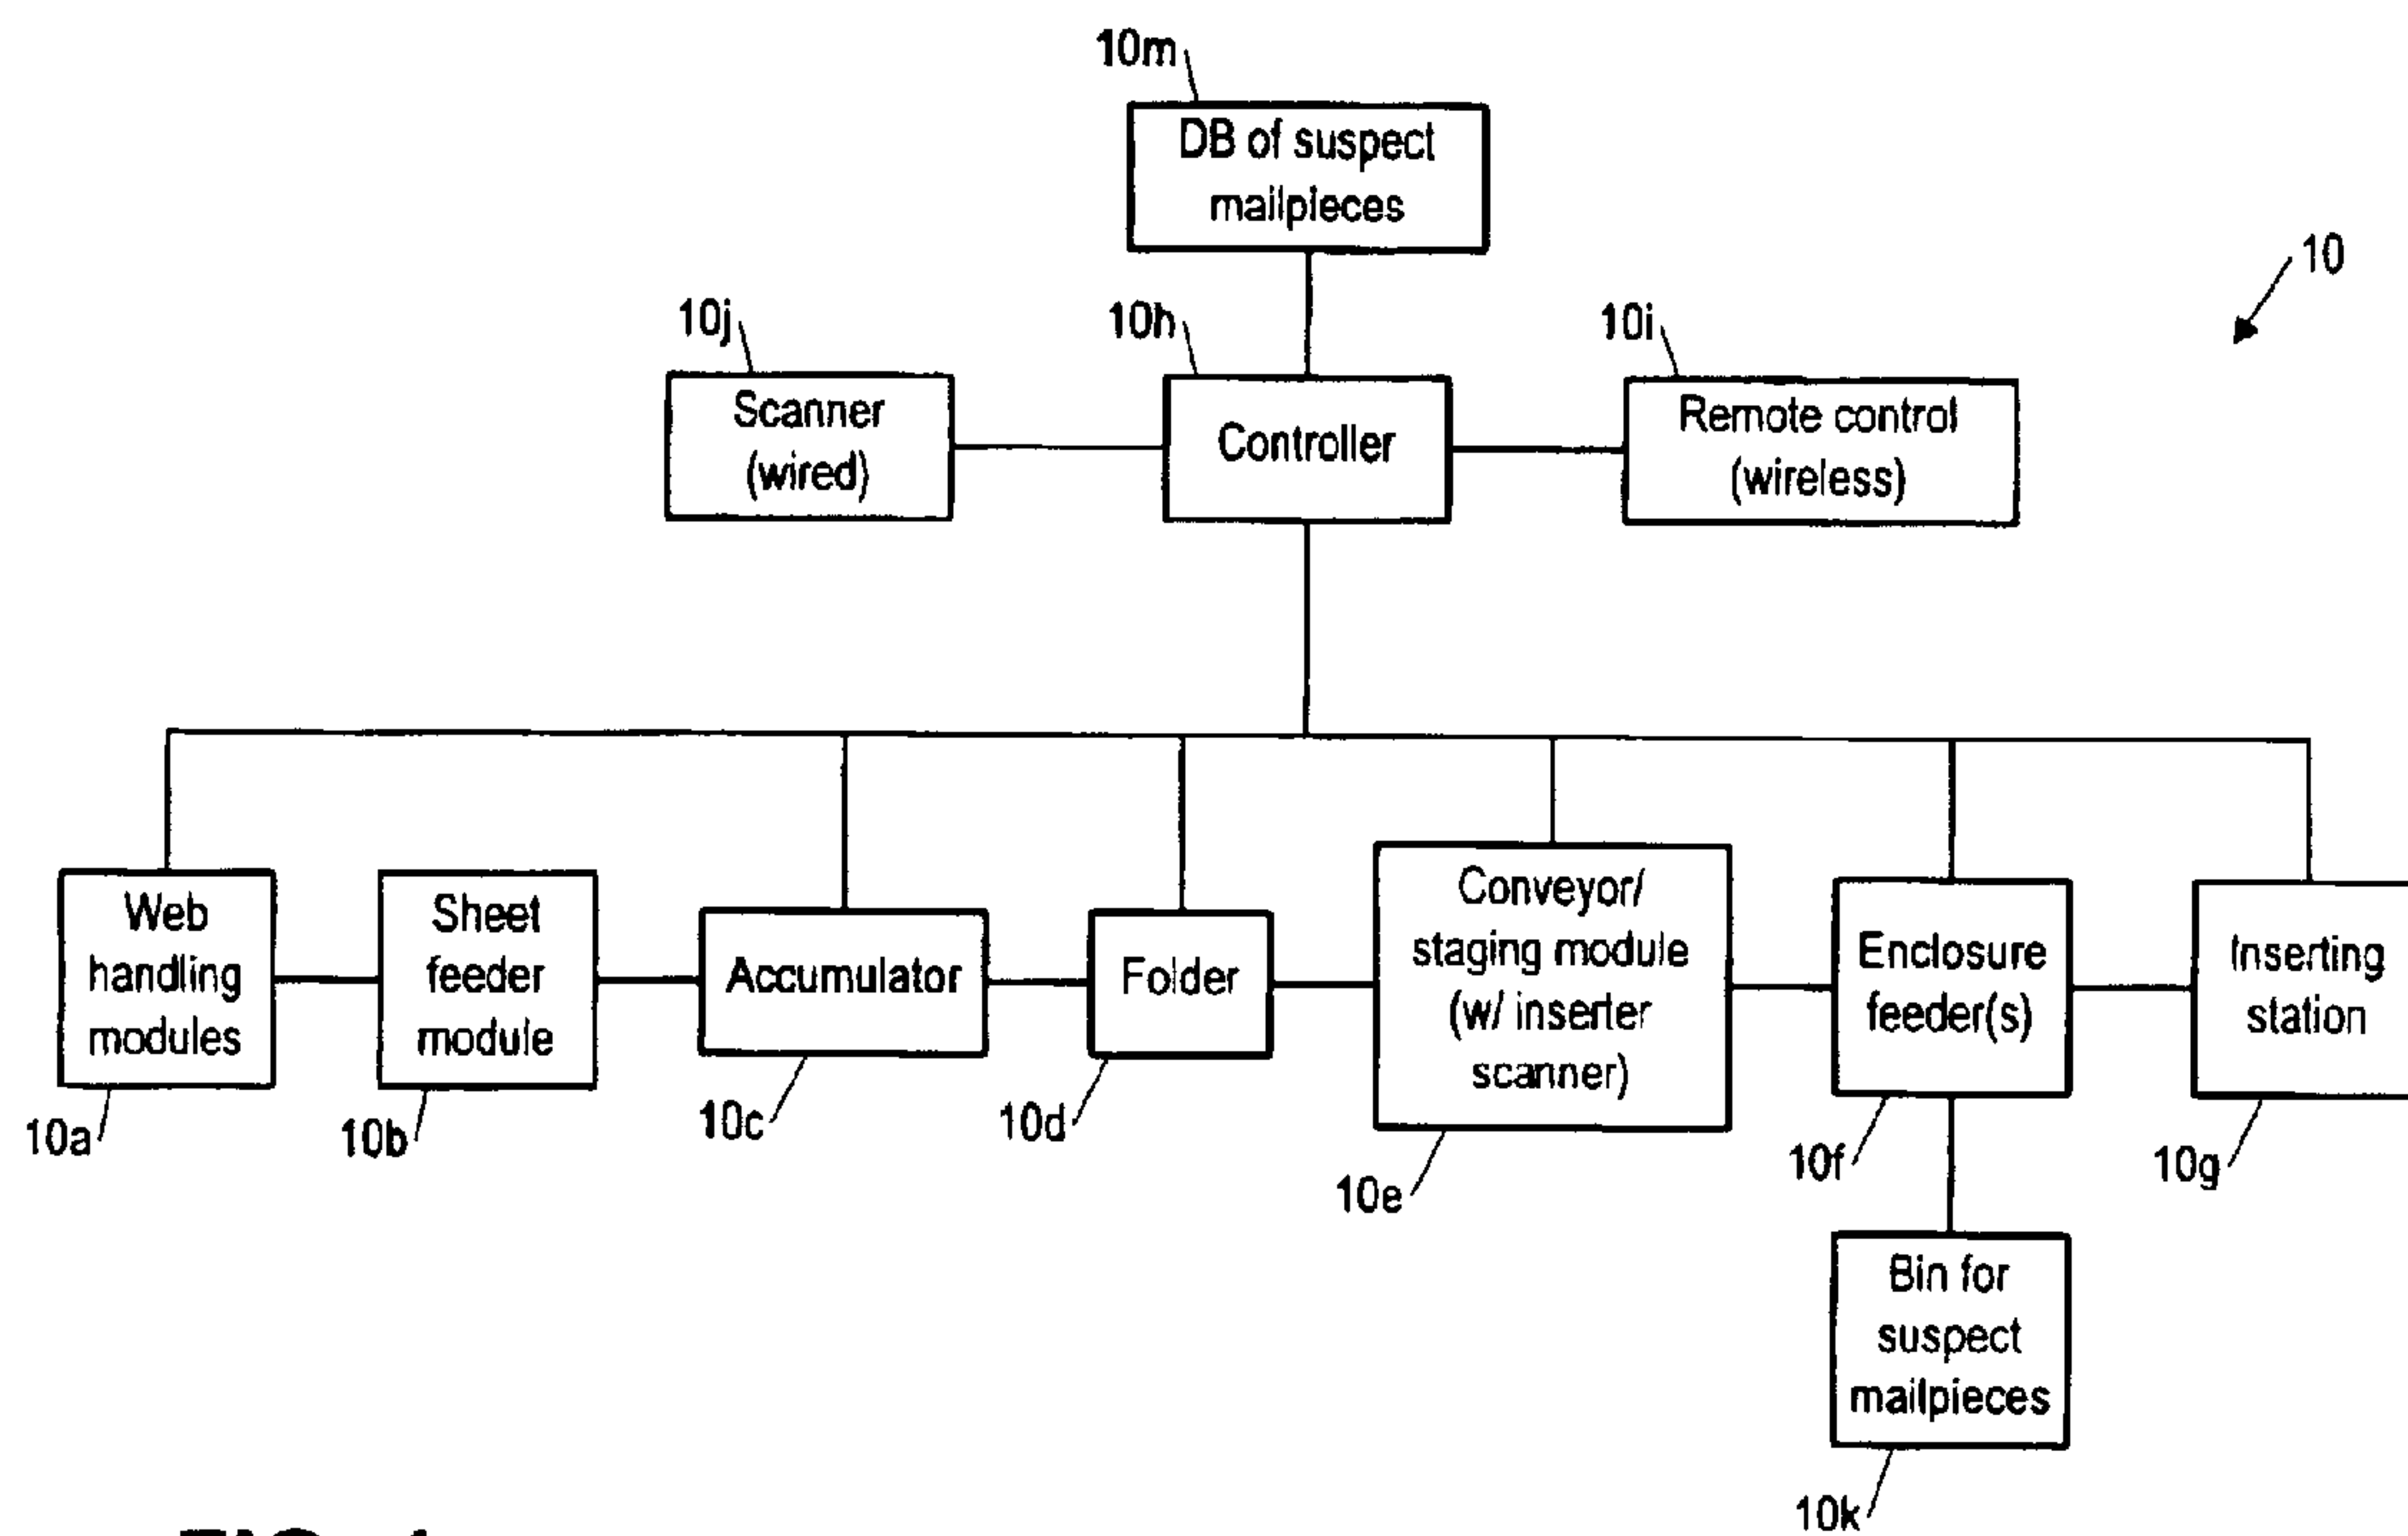 10m
DB of suspect
mailpieces
10
10j
10h
10i
Scanner
(wired)
Controller
Remote control
(wireless)
Web
handling
modules
Sheet
feeder
module
Accumulator
Folder
Conveyor/
staging module
(w/ inserter
scanner)
Enclosure
feeder(s)
Inserting
station
10a
10b
10c
10d
10e
10f
10g
Bin for
suspect
mailpieces
10k